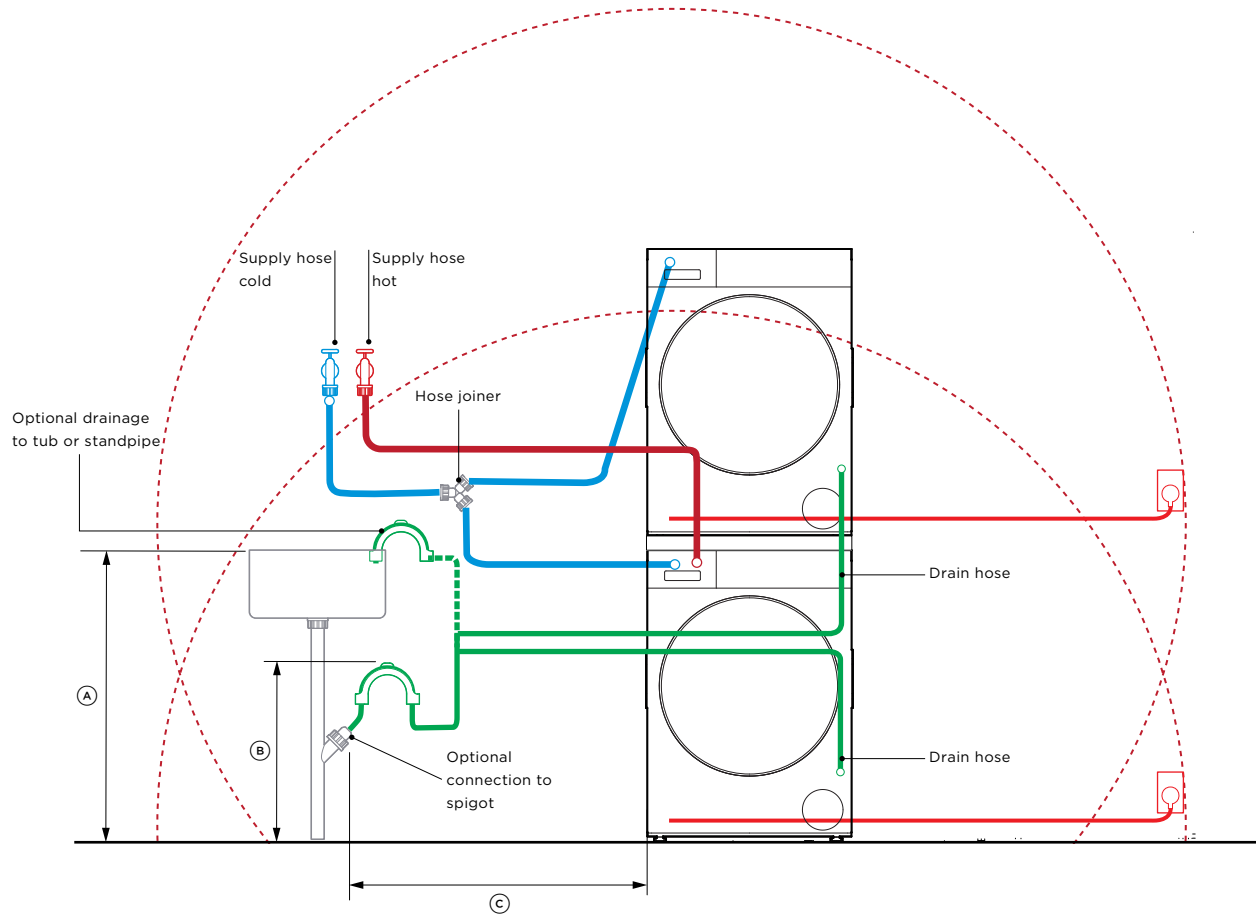 Supply hose
cold
Supply hose
hot
Hose joiner
Optional drainage
to tub or standpipe
Drain hose
A
B
Optional
connection to
spigot
Drain hose
C